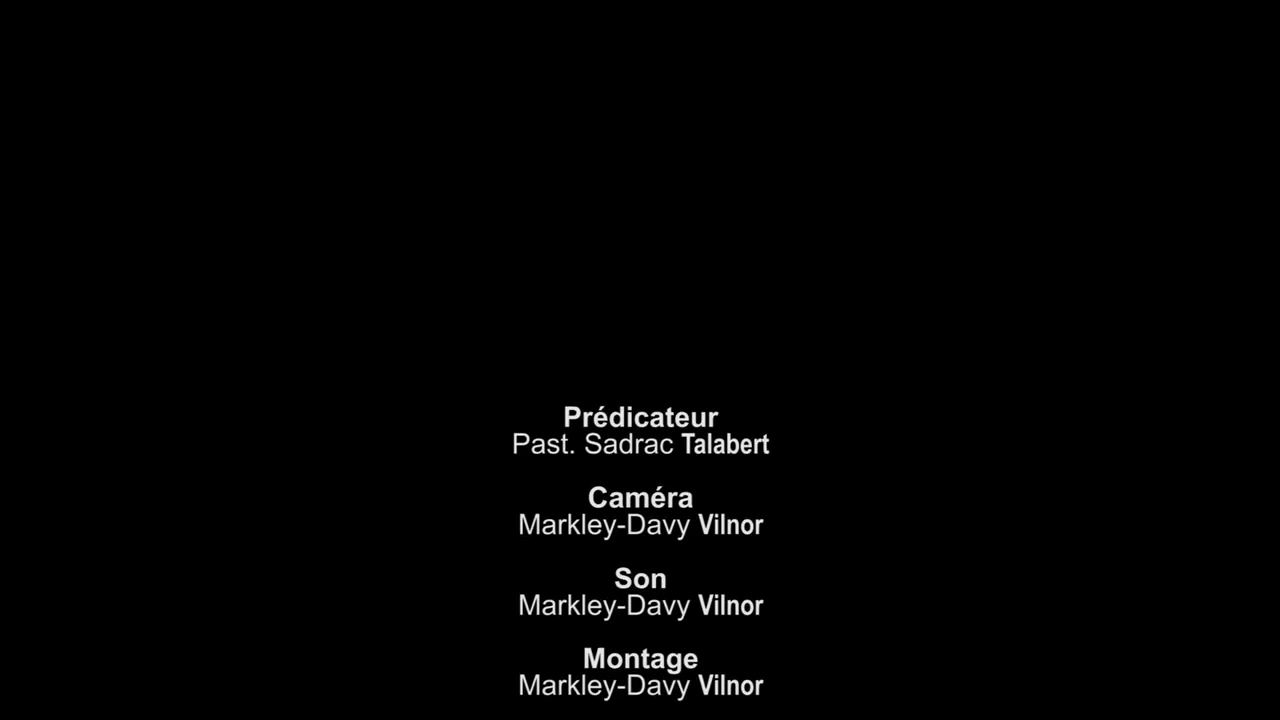 Prédicateur
Past. Sadrac Talabert
Caméra
Markley-Davy Vilnor
Son
Markley-Davy Vilnor
Montage
Markley-Davy Vilnor